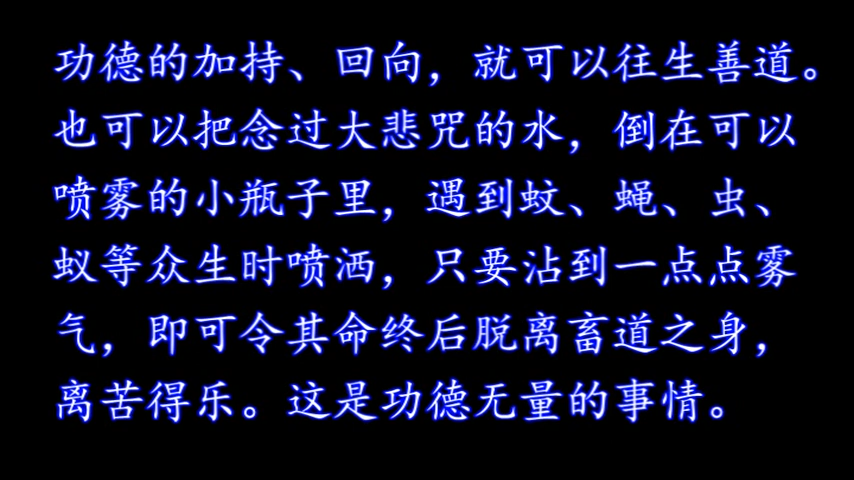 功德的加持、回向，就可以往生善道。
也可以把念过大悲咒的水，倒在可以
喷雾的小瓶子里，遇到蚊、蝇、虫、
蚁等众生时喷洒，只要沾到一点点雾
气，即可令其命终后脱离畜道之身，
离苦得乐。这是功德无量的事情。